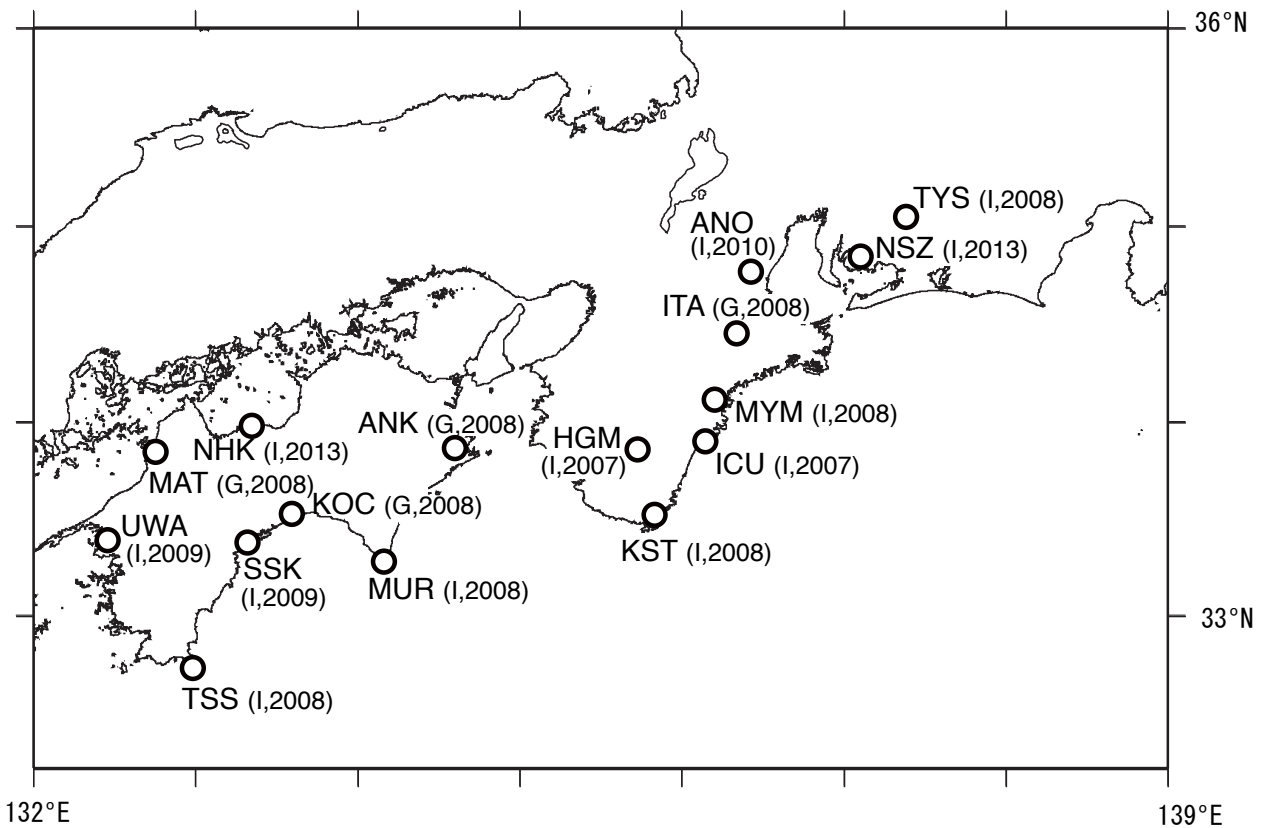 36°N
TYS (I,2008)
ANO
(I,2010)
NSZ (I,2013)
ITA (G,2008)
MYM (I,2008)
ANK (G,2008)
HGM
(I,2007)
NHK (I,2013)
ICU (I,2007)
MAT (G,2008)
KOC (G,2008)
UWA
(I,2009)
KST (I,2008)
SSK
(I,2009)
MUR (I,2008)
33°N
TSS (I,2008)
132°E
139°E